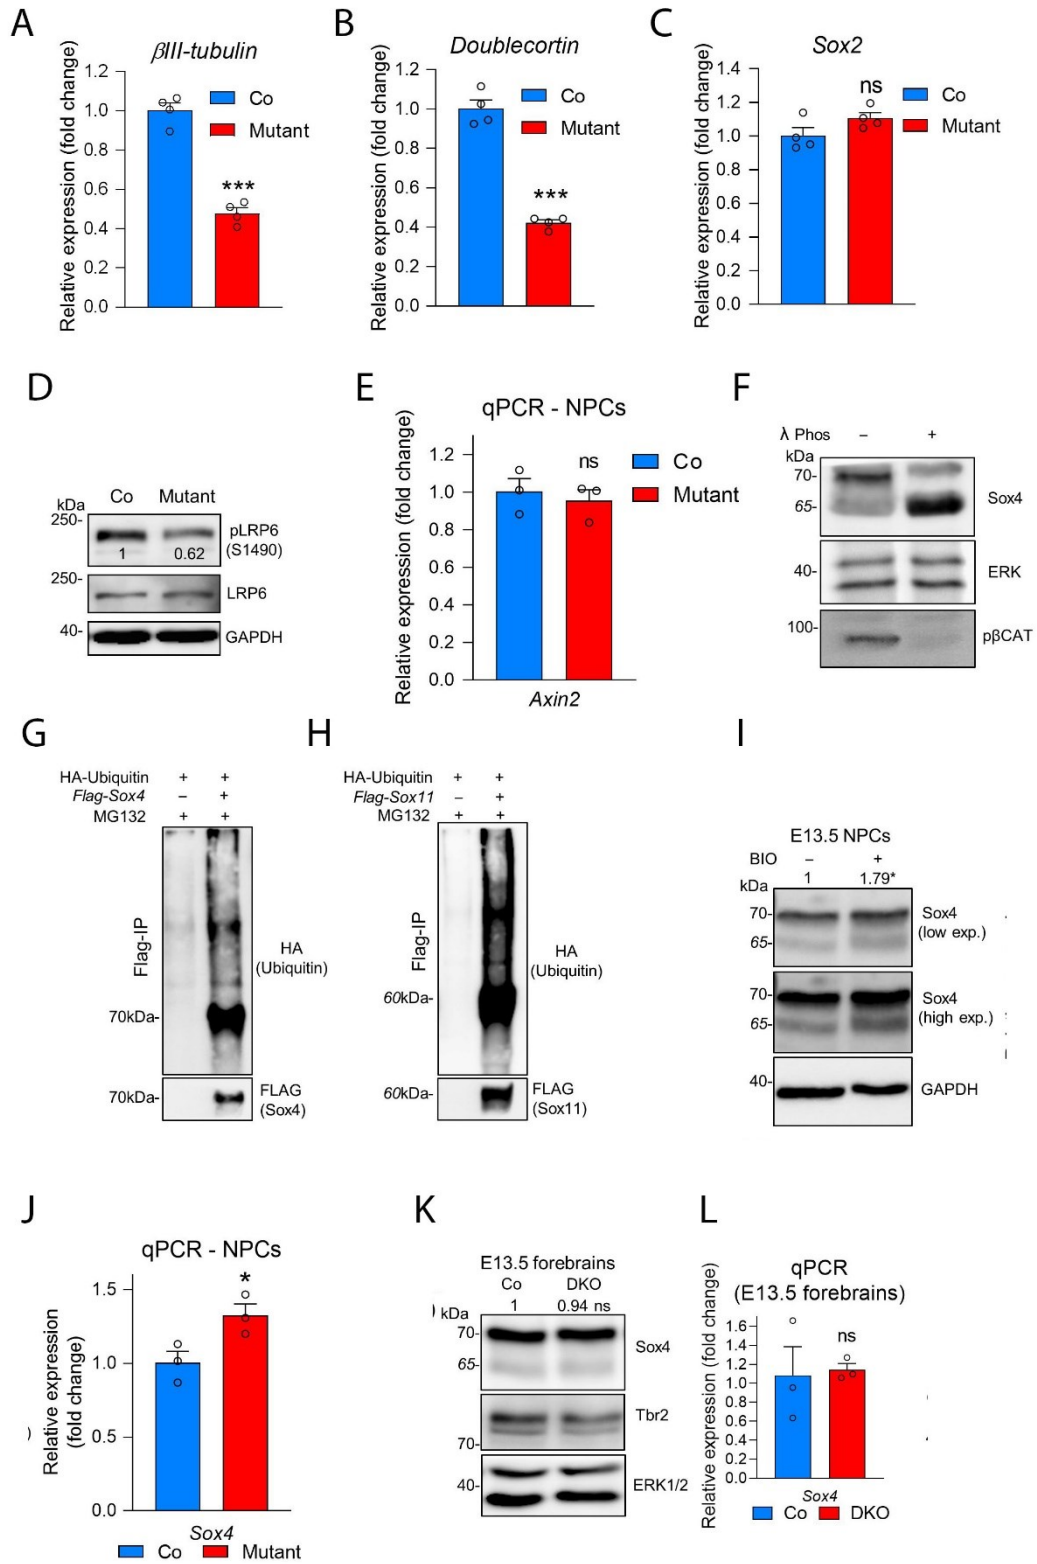 A
βIII-tubulin
Relative expression (fold change)
1.2
1.0
0.8
0.6
0.4
0.2
0.0
***
Co
Mutant
B
Doublecortin
Relative expression (fold change)
1.2
1.0
0.8
0.6
0.4
0.2
0.0
***
Co
Mutant
C
Sox2
Relative expression (fold change)
1.4
1.2
1.0
0.8
0.6
0.4
0.2
0.0
ns
Co
Mutant
D
kDa
Co Mutant
250-
1 0.62
pLRP6
(S1490)
250-
LRP6
40-
GAPDH
E
qPCR - NPCs
Relative expression (fold change)
1.2
1.0
0.8
0.6
0.4
0.2
0.0
ns
Co
Mutant
Axin2
F
λ Phos – +
kDa
70-
65-
Sox4
40-
ERK
100-
pβCAT
G
HA-Ubiquitin + +
Flag-Sox4 – +
MG132 + +
Flag-IP
HA
(Ubiquitin)
70kDa-
70kDa-
FLAG
(Sox4)
H
HA-Ubiquitin + +
Flag-Sox11 – +
MG132 + +
Flag-IP
HA
(Ubiquitin)
60kDa-
60kDa-
FLAG
(Sox11)
I
E13.5 NPCs
BIO – +
1 1.79*
kDa
70-
65-
Sox4
(low exp.)
70-
65-
Sox4
(high exp.)
40-
GAPDH
J
qPCR - NPCs
Relative expression
(fold change)
1.5
1.0
0.5
0.0
*
Sox4
Co Mutant
K
E13.5 forebrains
Co DKO
1 0.94 ns
) kDa
70-
65-
Sox4
Tbr2
70-
40-
ERK1/2
L
qPCR
(E13.5 forebrains)
Relative expression (fold change)
1.6
1.4
1.2
1.0
0.8
0.6
0.4
0.2
0.0
ns
Sox4
Co DKO